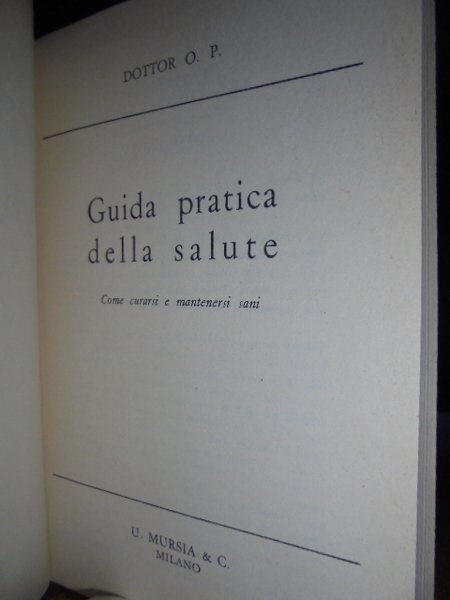 DOTTOR O. P.
Guida pratica
della salute
Come curarsi e mantenersi sani
U. MURSIA & C.
MILANO